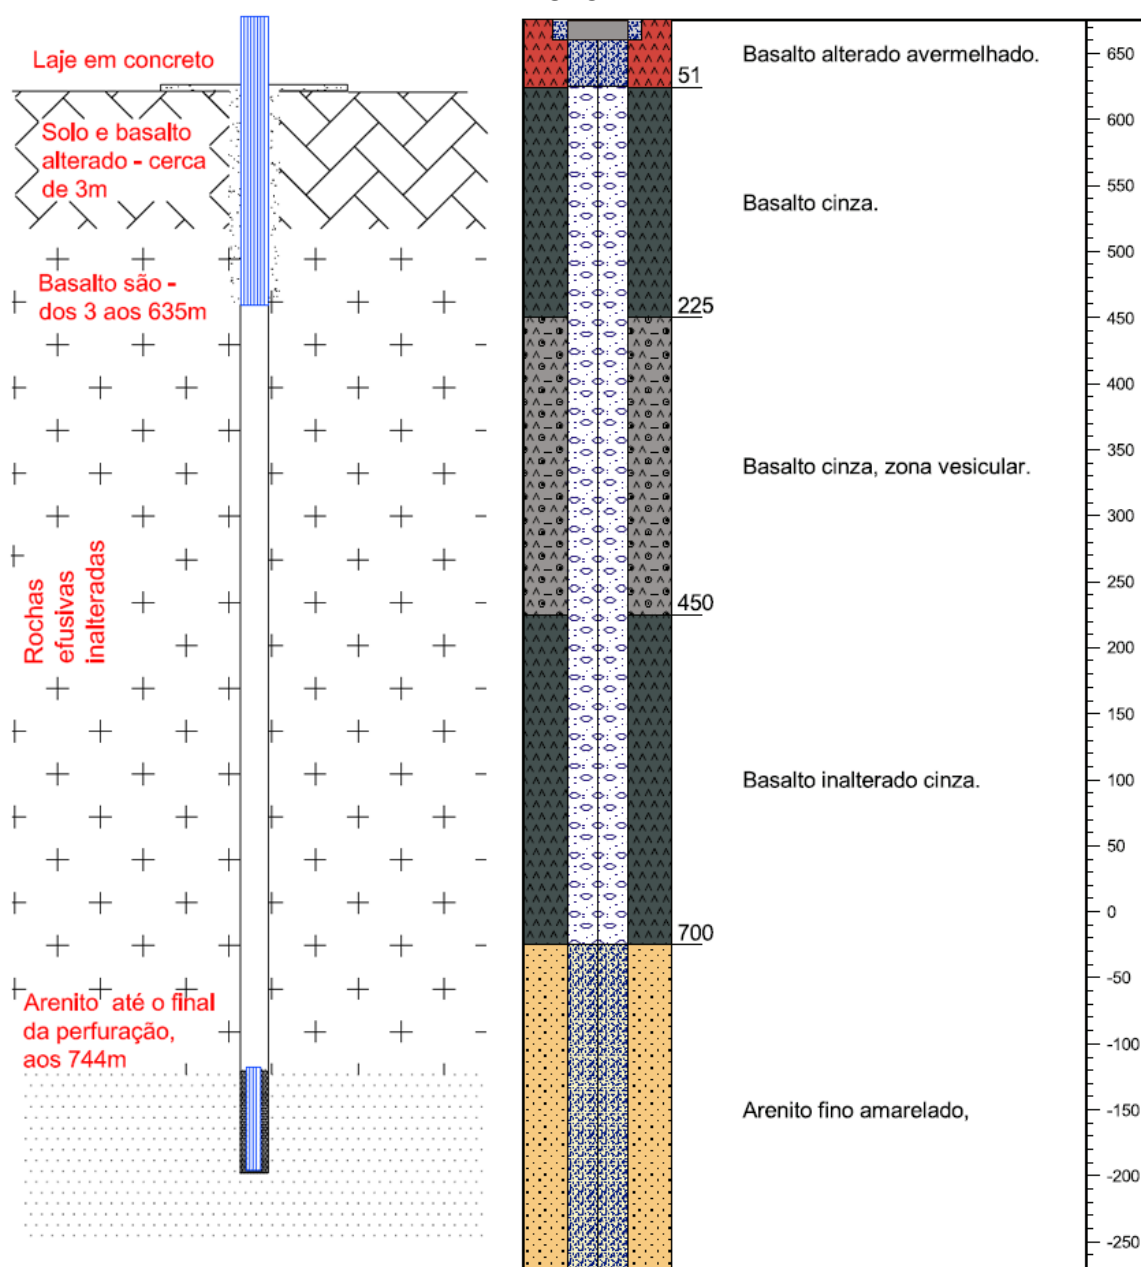 Laje em concreto
Solo e basalto
alterado - cerca
de 3m
Basalto são -
dos 3 aos 635m
Rochas
efusivas
inalteradas
Arenito até o final
da perfuração,
aos 744m
51
225
450
700
Basalto alterado avermelhado.
Basalto cinza.
Basalto cinza, zona vesicular.
Basalto inalterado cinza.
Arenito fino amarelado,
650
600
550
500
450
400
350
300
250
200
150
100
50
0
-50
-100
-150
-200
-250